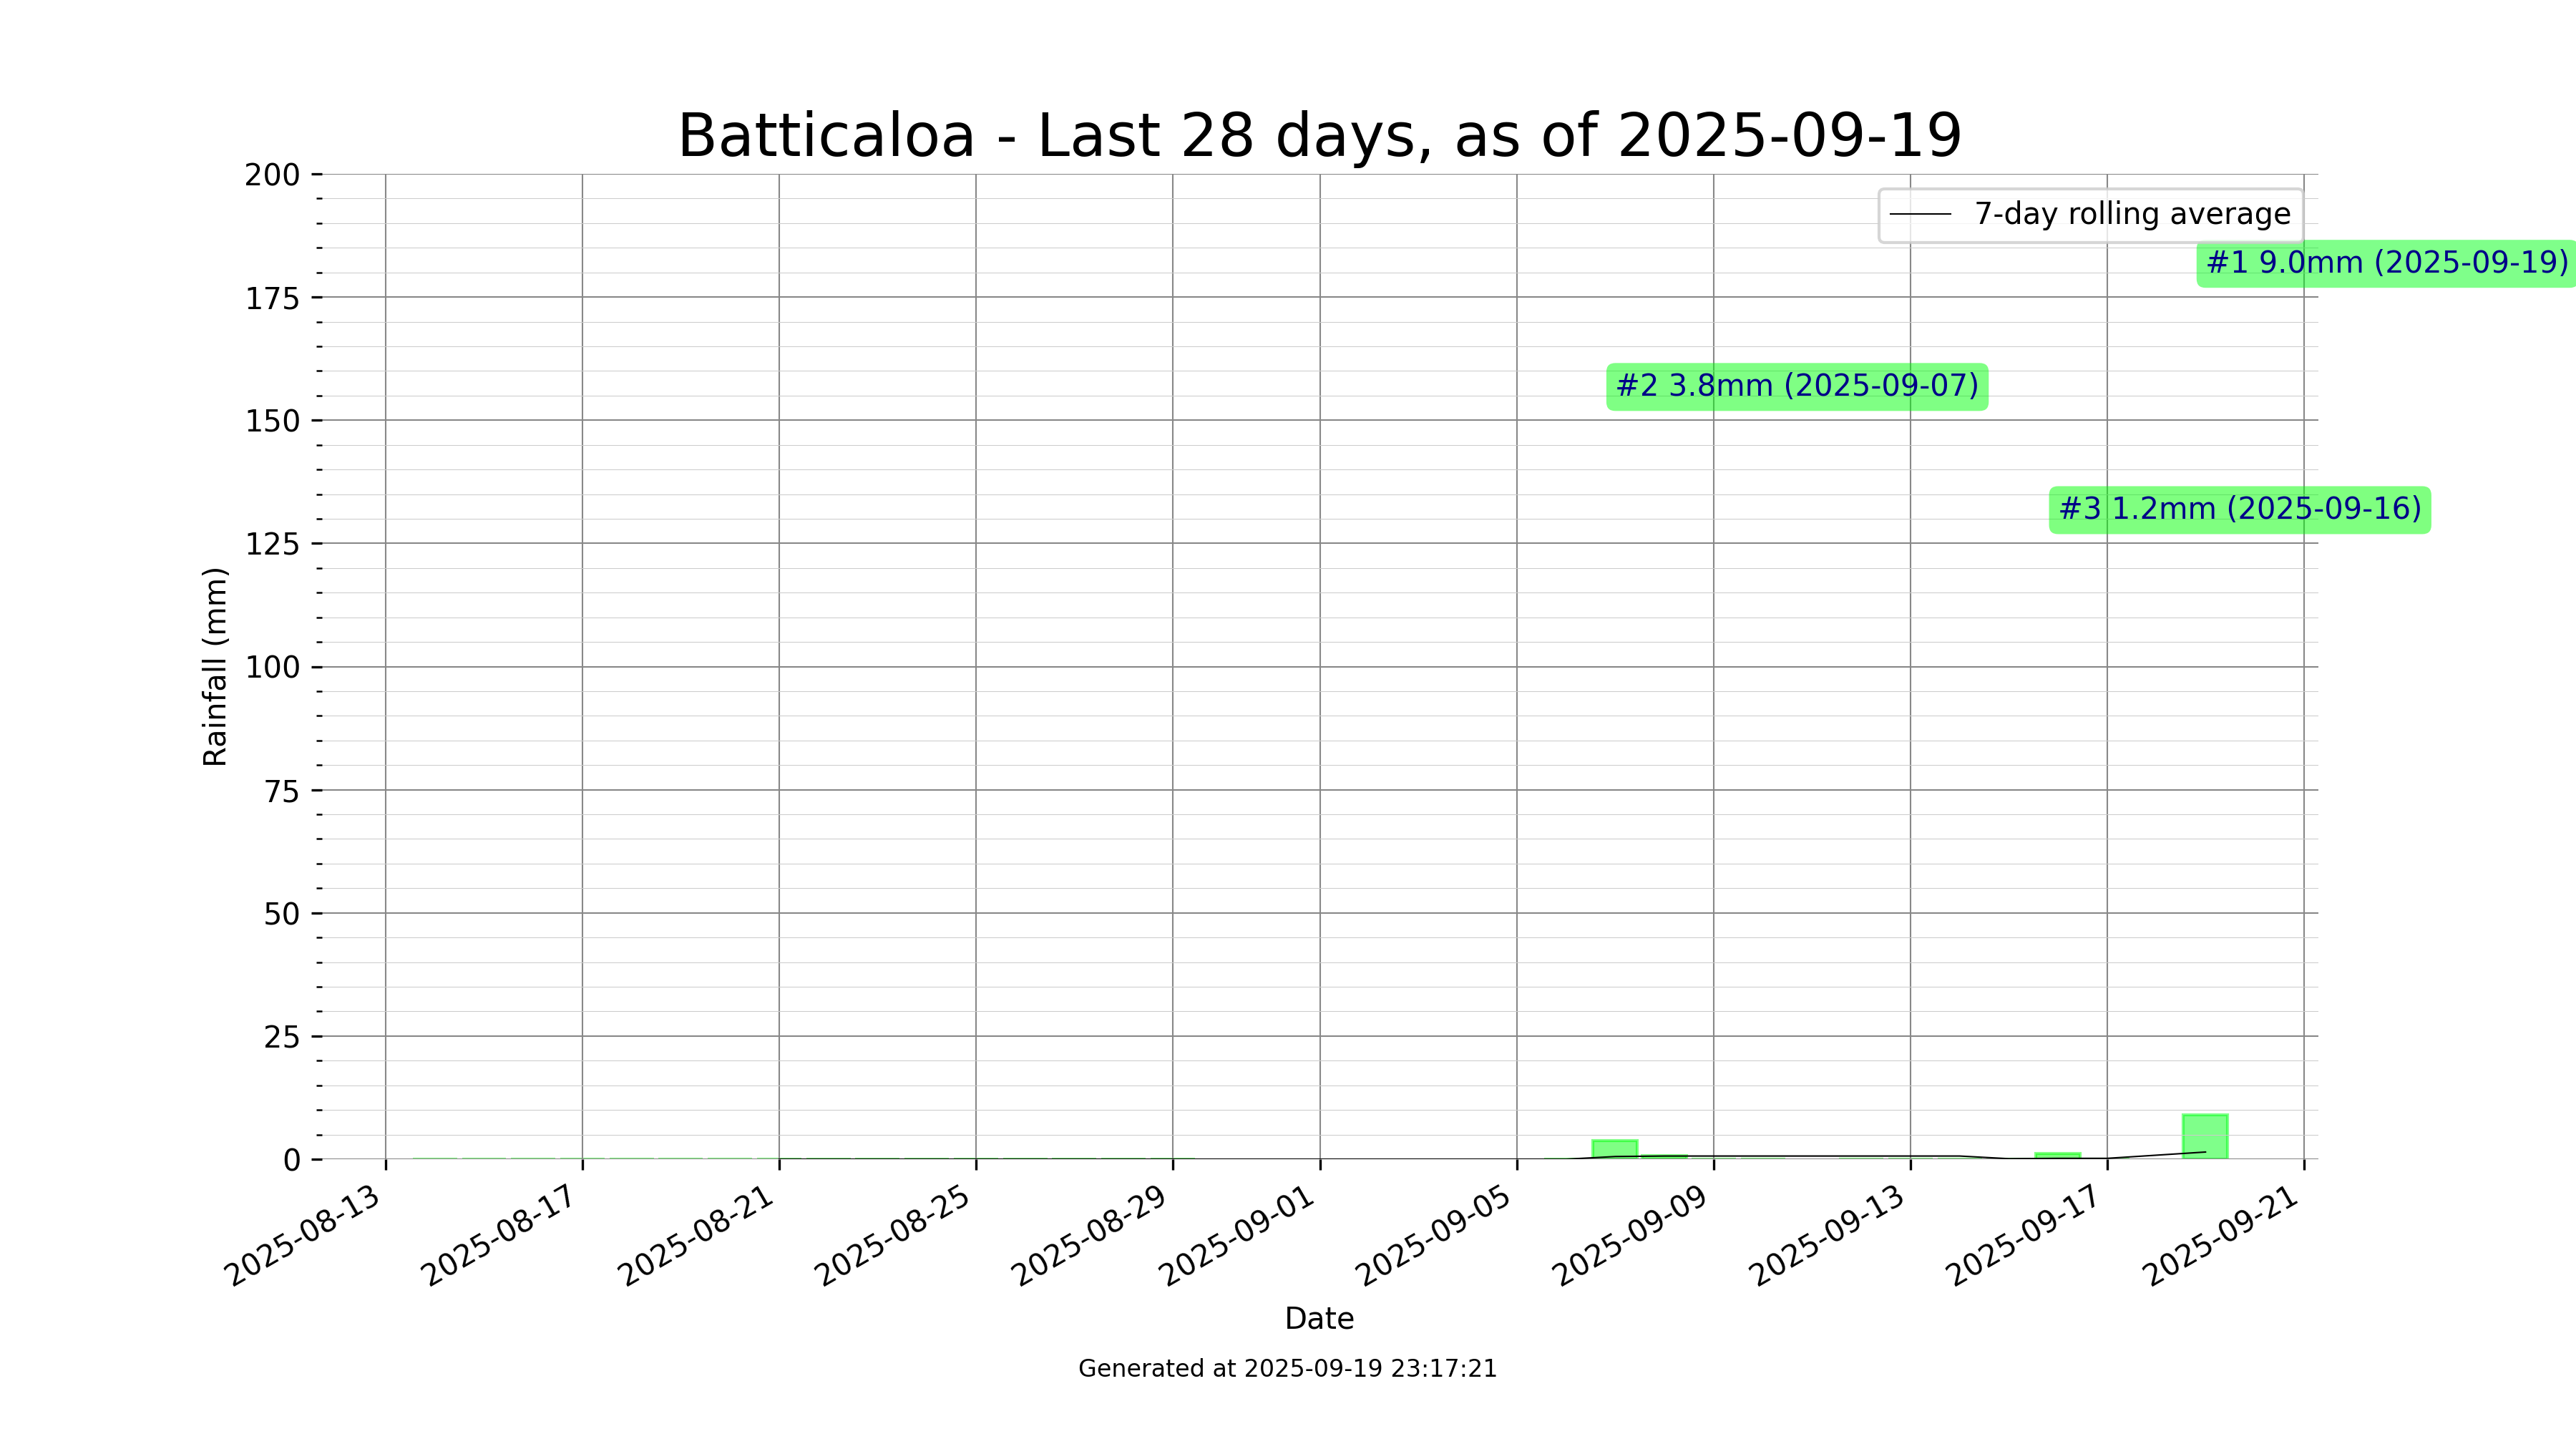 Batticaloa - Last 28 days, as of 2025-09-19
200
175
150
125
100
75
50
25
0
Rainfall (mm)
7-day rolling average
#1 9.0mm (2025-09-19)
#2 3.8mm (2025-09-07)
#3 1.2mm (2025-09-16)
2025-08-13
2025-08-17
2025-08-21
2025-08-25
2025-08-29
2025-09-01
2025-09-05
2025-09-09
2025-09-13
2025-09-17
2025-09-21
Date
Generated at 2025-09-19 23:17:21